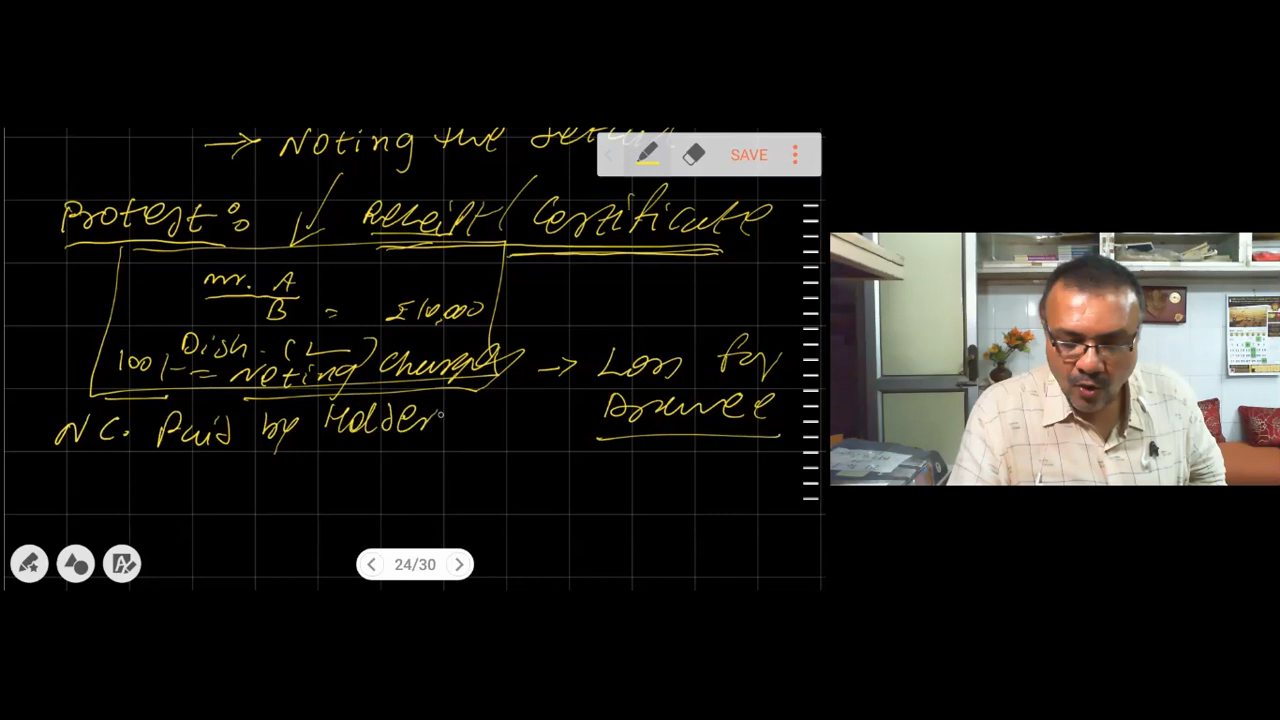 → Noting the
SAVE
Protest :- Receipt / Certificate
Mr. A
B = £10,000
Dish. (L)
100/- = Noting Charges → Loss for
Drawee
NC. Paid by Holder
24/30